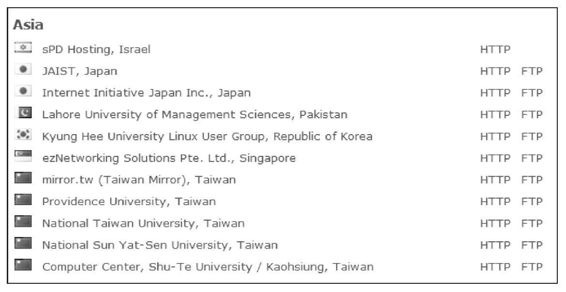 Asia
sPD Hosting, Israel HTTP
JAIST, Japan HTTP FTP
Internet Initiative Japan Inc., Japan HTTP FTP
Lahore University of Management Sciences, Pakistan HTTP FTP
Kyung Hee University Linux User Group, Republic of Korea HTTP FTP
ezNetworking Solutions Pte. Ltd., Singapore HTTP FTP
mirror.tw (Taiwan Mirror), Taiwan HTTP FTP
Providence University, Taiwan HTTP FTP
National Taiwan University, Taiwan HTTP FTP
National Sun Yat-Sen University, Taiwan HTTP FTP
Computer Center, Shu-Te University / Kaohsiung, Taiwan HTTP FTP